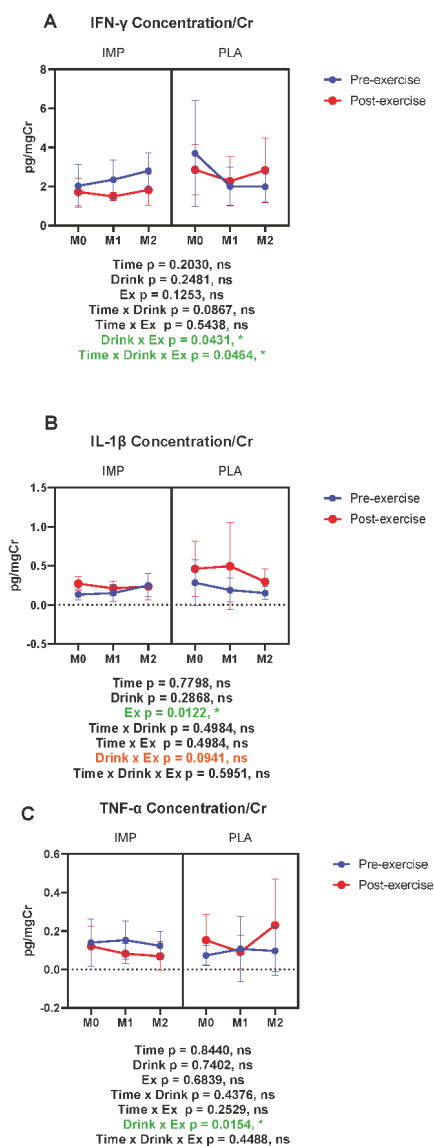 A
IFN-γ Concentration/Cr
IMP PLA
8
6
4
2
0
pg/mgCr
M0 M1 M2 M0 M1 M2
Pre-exercise
Post-exercise
Time p = 0.2030, ns
Drink p = 0.2481, ns
Ex p = 0.1253, ns
Time x Drink p = 0.0867, ns
Time x Ex p = 0.5438, ns
Drink x Ex p = 0.0431, *
Time x Drink x Ex p = 0.0464, *
B
IL-1β Concentration/Cr
IMP PLA
1.5
1.0
0.5
0.0
-0.5
pg/mgCr
M0 M1 M2 M0 M1 M2
Pre-exercise
Post-exercise
Time p = 0.7798, ns
Drink p = 0.2868, ns
Ex p = 0.0122, *
Time x Drink p = 0.4984, ns
Time x Ex p = 0.4984, ns
Drink x Ex p = 0.0941, ns
Time x Drink x Ex p = 0.5951, ns
C
TNF-α Concentration/Cr
IMP PLA
0.6
0.4
0.2
0.0
-0.2
pg/mgCr
M0 M1 M2 M0 M1 M2
Pre-exercise
Post-exercise
Time p = 0.8440, ns
Drink p = 0.7402, ns
Ex p = 0.6839, ns
Time x Drink p = 0.4376, ns
Time x Ex p = 0.2529, ns
Drink x Ex p = 0.0154, *
Time x Drink x Ex p = 0.4488, ns